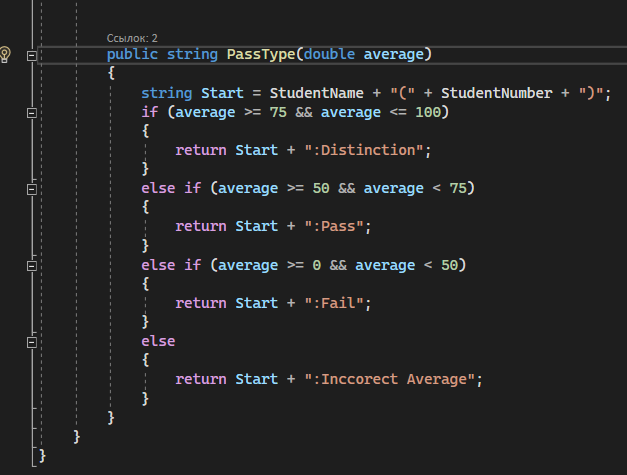 Ссылок: 2
public string PassType(double average)
{
string Start = StudentName + "(" + StudentNumber + ")";
if (average >= 75 && average <= 100)
{
return Start + ":Distinction";
}
else if (average >= 50 && average < 75)
{
return Start + ":Pass";
}
else if (average >= 0 && average < 50)
{
return Start + ":Fail";
}
else
{
return Start + ":Inccorect Average";
}
}
}
}